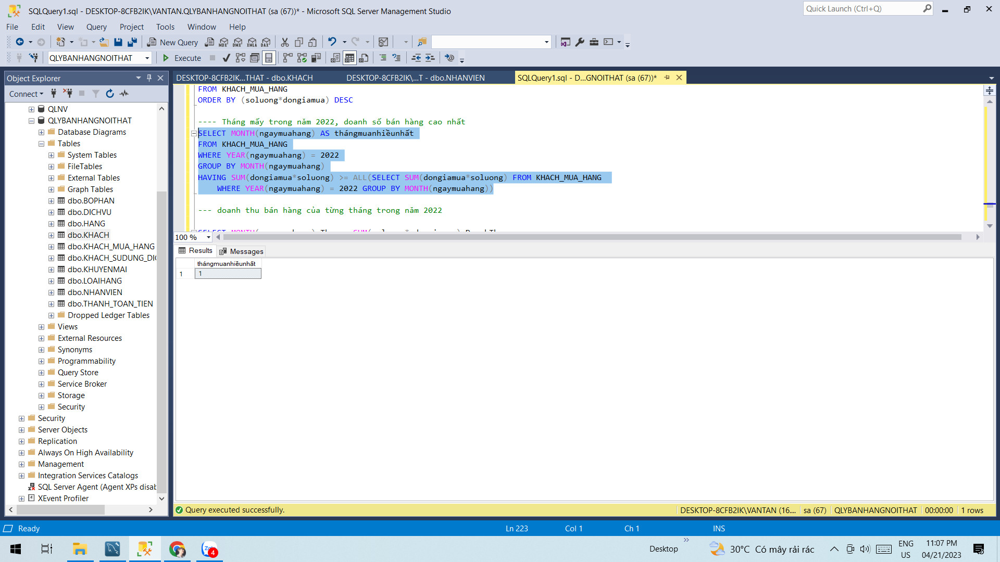 SQLQuery1.sql - DESKTOP-8CFB2IK\VANTAN.QLYBANHANGNOITHAT (sa (67))* - Microsoft SQL Server Management Studio
Quick Launch (Ctrl+Q)
File Edit View Query Project Tools Window Help
New Query MDX DMX XMLA DAX
QLYBANHANGNOITHAT Execute
Object Explorer
DESKTOP-8CFB2IK...THAT - dbo.KHACH DESKTOP-8CFB2IK\...T - dbo.NHANVIEN SQLQuery1.sql - D...GNOITHAT (sa (67))*
Connect
QLNV
QLYBANHANGNOITHAT
Database Diagrams
Tables
System Tables
FileTables
External Tables
Graph Tables
dbo.BOPHAN
dbo.DICHVU
dbo.HANG
dbo.KHACH
dbo.KHACH_MUA_HANG
dbo.KHACH_SUDUNG_DI
dbo.KHUYENMAI
dbo.LOAIHANG
dbo.NHANVIEN
dbo.THANH_TOAN_TIEN
Dropped Ledger Tables
Views
External Resources
Synonyms
Programmability
Query Store
Service Broker
Storage
Security
Security
Server Objects
Replication
Always On High Availability
Management
Integration Services Catalogs
SQL Server Agent (Agent XPs disab
XEvent Profiler
FROM KHACH_MUA_HANG
ORDER BY (soluong*dongiamua) DESC
---- Tháng mấy trong năm 2022, doanh số bán hàng cao nhất
SELECT MONTH(ngaymuahang) AS thángmuanhiềunhất
FROM KHACH_MUA_HANG
WHERE YEAR(ngaymuahang) = 2022
GROUP BY MONTH(ngaymuahang)
HAVING SUM(dongiamua*soluong) >= ALL(SELECT SUM(dongiamua*soluong) FROM KHACH_MUA_HANG
WHERE YEAR(ngaymuahang) = 2022 GROUP BY MONTH(ngaymuahang))
--- doanh thu bán hàng của từng tháng trong năm 2022
100 %
Results Messages
thángmuanhiềunhất
1 1
Query executed successfully. DESKTOP-8CFB2IK\VANTAN (16.... sa (67) QLYBANHANGNOITHAT 00:00:00 1 rows
Ready Ln 223 Col 1 Ch 1 INS
4
Desktop
30°C Có mây rải rác
ENG
US
11:07 PM
04/21/2023